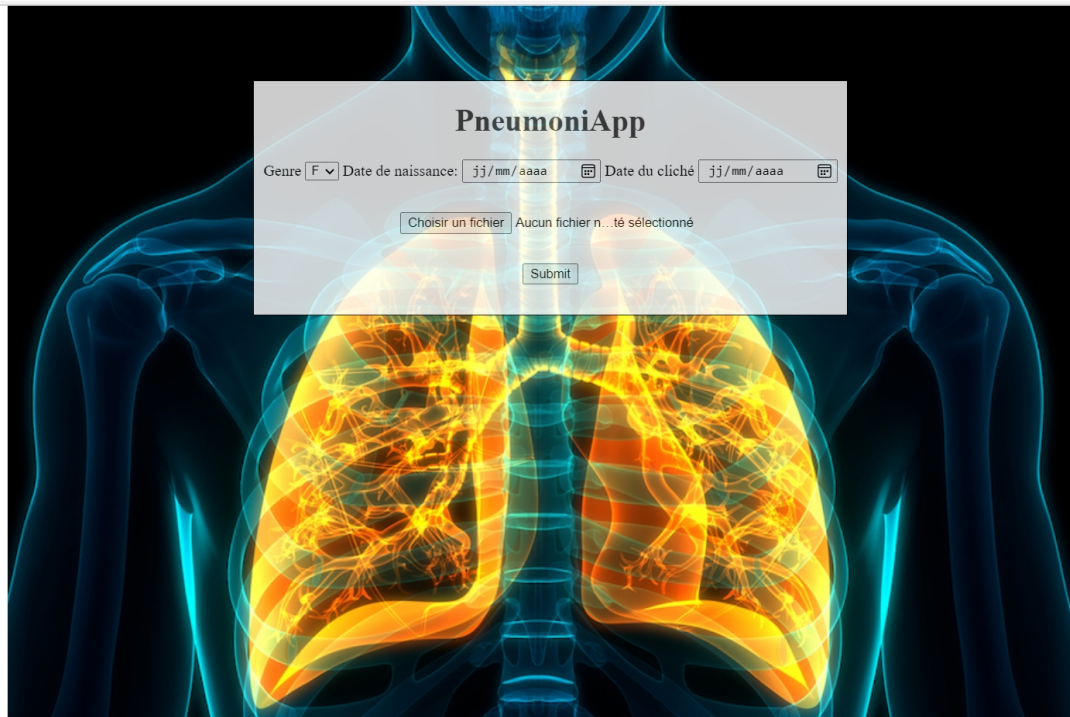 PneumoniApp
Genre F Date de naissance: jj/mm/aaaa Date du cliché jj/mm/aaaa
Choisir un fichier Aucun fichier n…té sélectionné
Submit